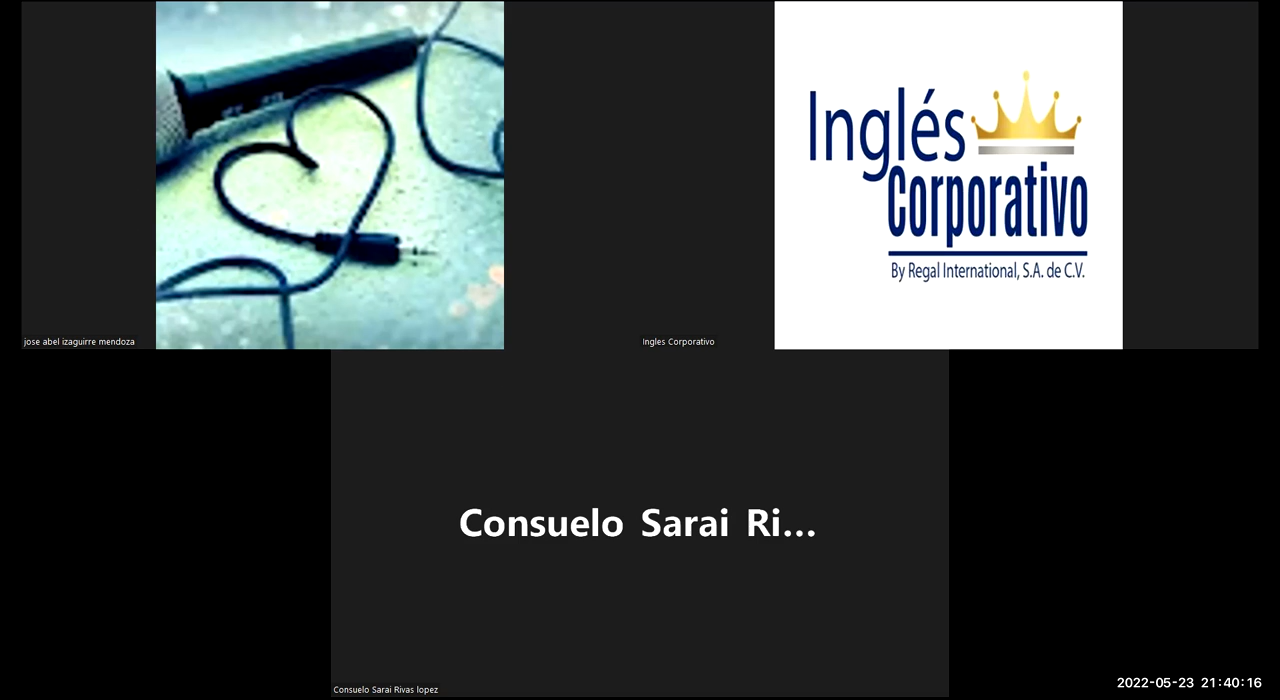 Inglés
Corporativo
By Regal International, S.A. de C.V.
jose abel izaguirre mendoza
Ingles Corporativo
Consuelo Sarai Ri...
Consuelo Sarai Rivas lopez
2022-05-23 21:40:16